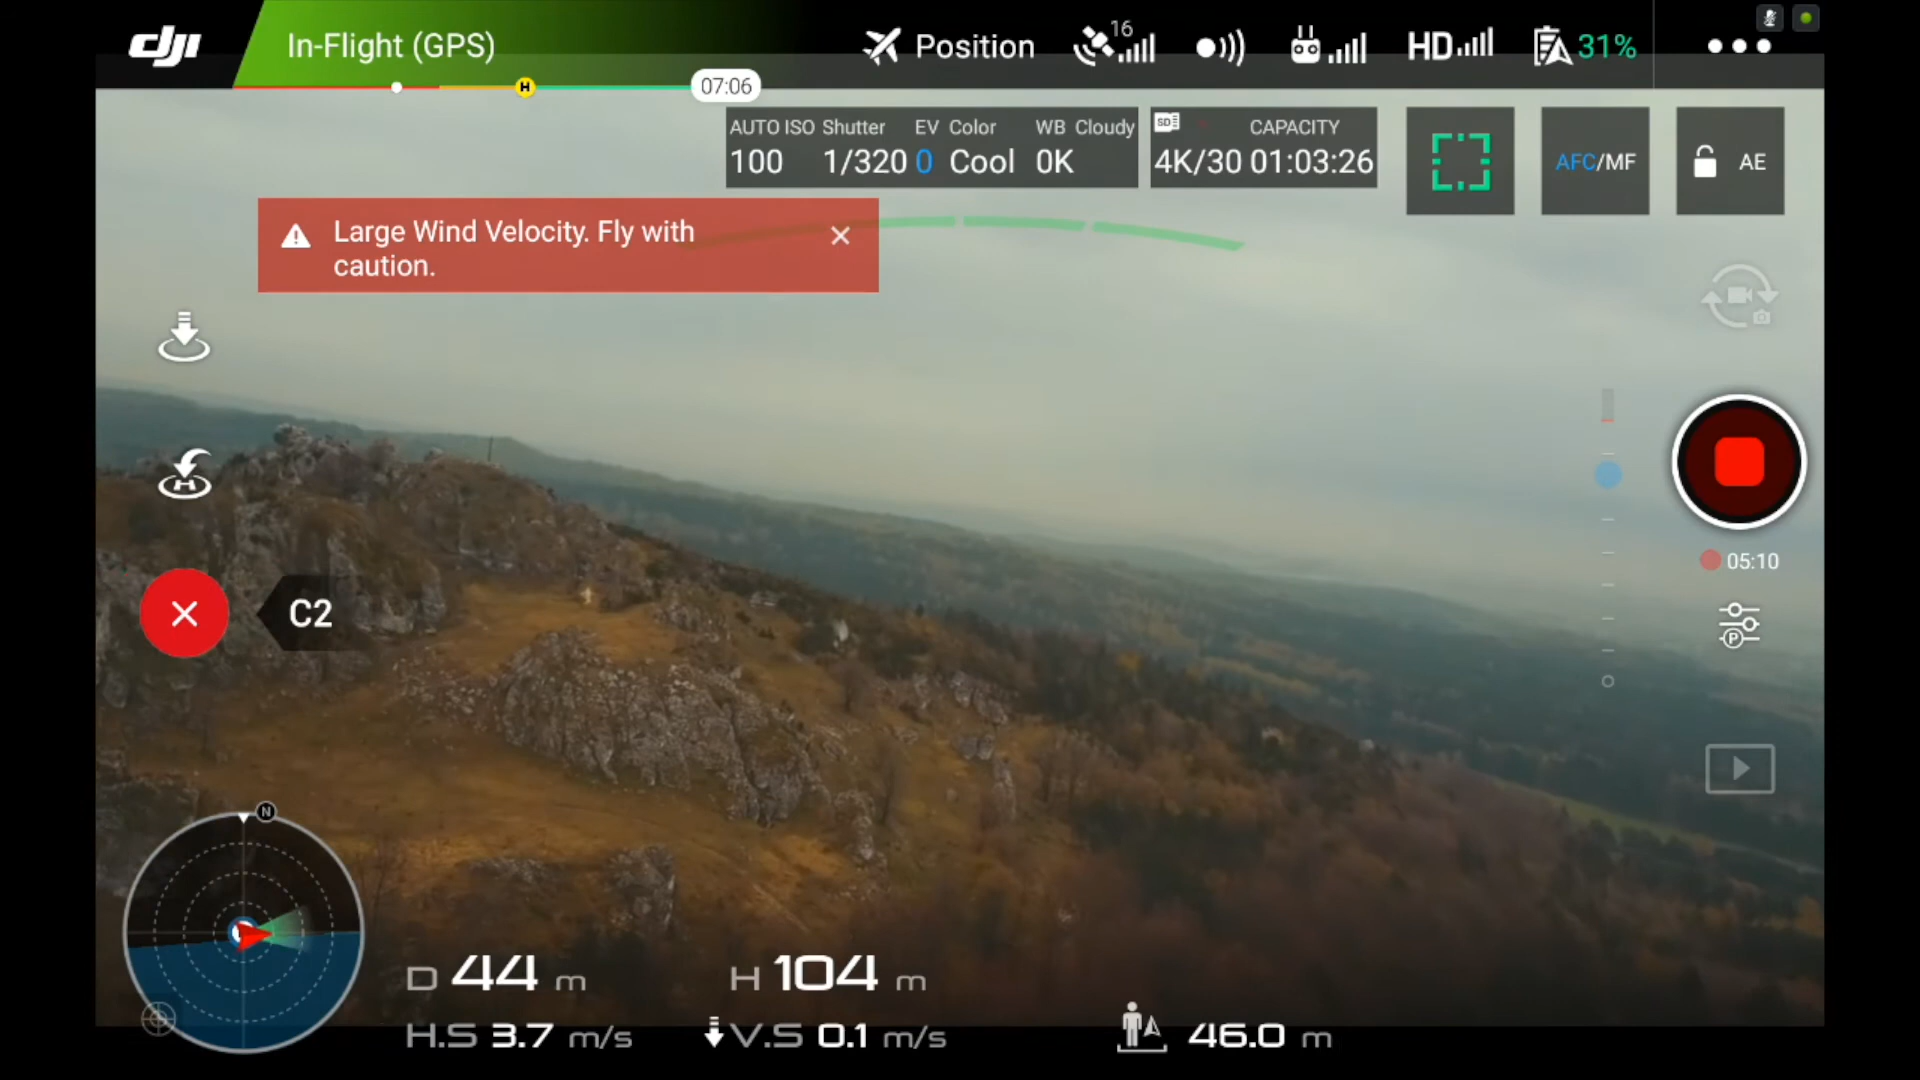 dji
In-Flight (GPS)
Position
16
HD
31%
H
07:06
AUTO ISO Shutter EV Color WB Cloudy
100 1/320 0 Cool 0K
SD CAPACITY
4K/30 01:03:26
AFC/MF
AE
Large Wind Velocity. Fly with
caution.
H
C2
05:10
P
N
D 44 m
H 104 m
H.S 3.7 m/s
V.S 0.1 m/s
46.0 m